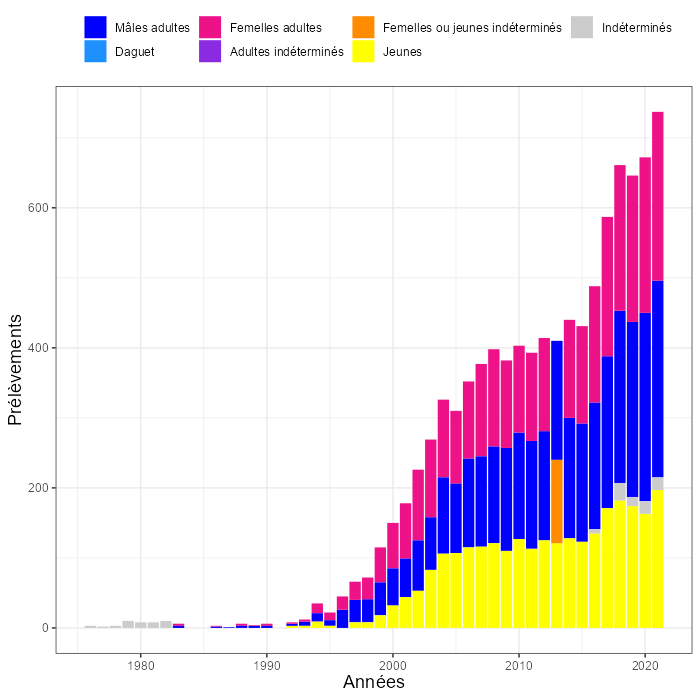 Mâles adultes Femelles adultes Femelles ou jeunes indéterminés Indéterminés
Daguet Adultes indéterminés Jeunes
600
400
200
0
Prélèvements
1980 1990 2000 2010 2020
Années